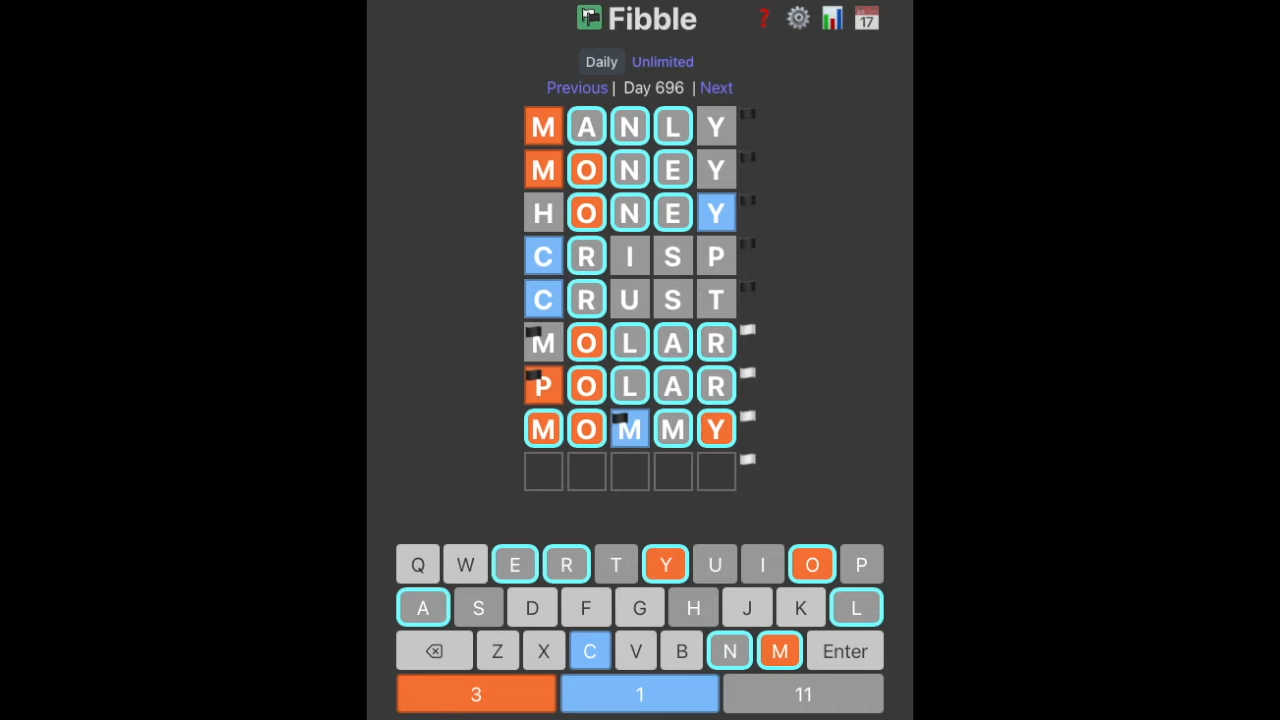 Fibble
17
Daily Unlimited
Previous | Day 696 | Next
MANLY
MONEY
HONEY
CRISP
CRUST
MOLAR
POLAR
MOMMY
Q W E R T Y U I O P
A S D F G H J K L
Z X C V B N M Enter
3 1 11